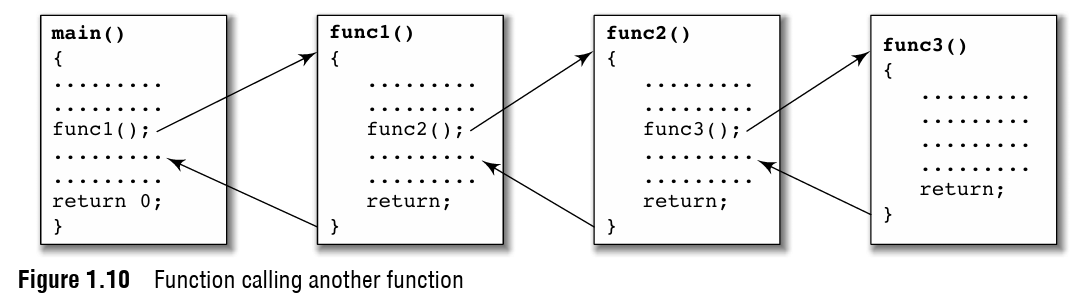 main()
{
.........
.........
func1();
.........
.........
return 0;
}
func1()
{
.........
.........
func2();
.........
.........
return;
}
func2()
{
.........
.........
func3();
.........
.........
return;
}
func3()
{
.........
.........
.........
.........
return;
}
Figure 1.10 Function calling another function